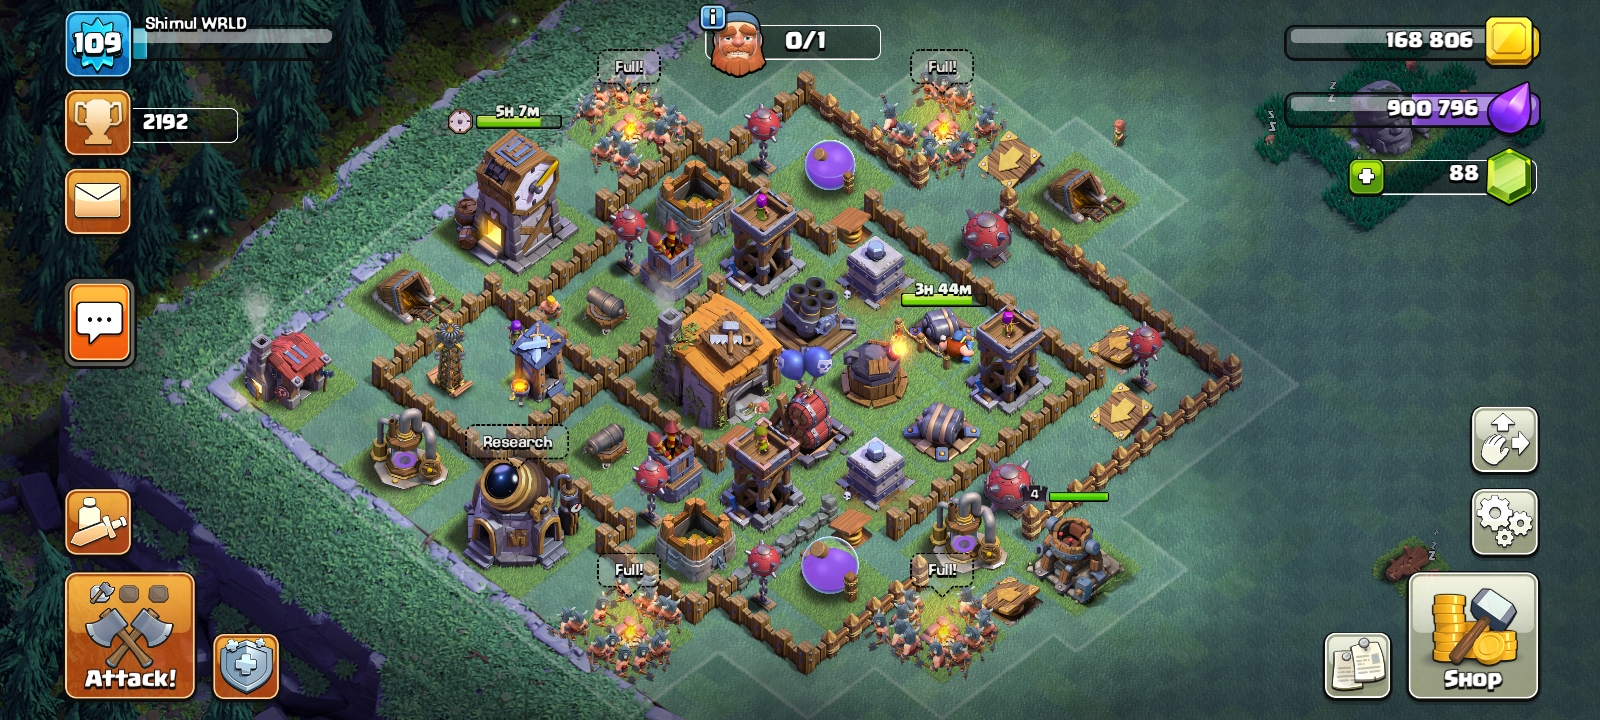 109
Shimul WRLD
i
0/1
168 806
2192
Full!
Full!
5h 7m
900 796
88
3h 44m
Research
4
Full!
Full!
Attack!
Shop